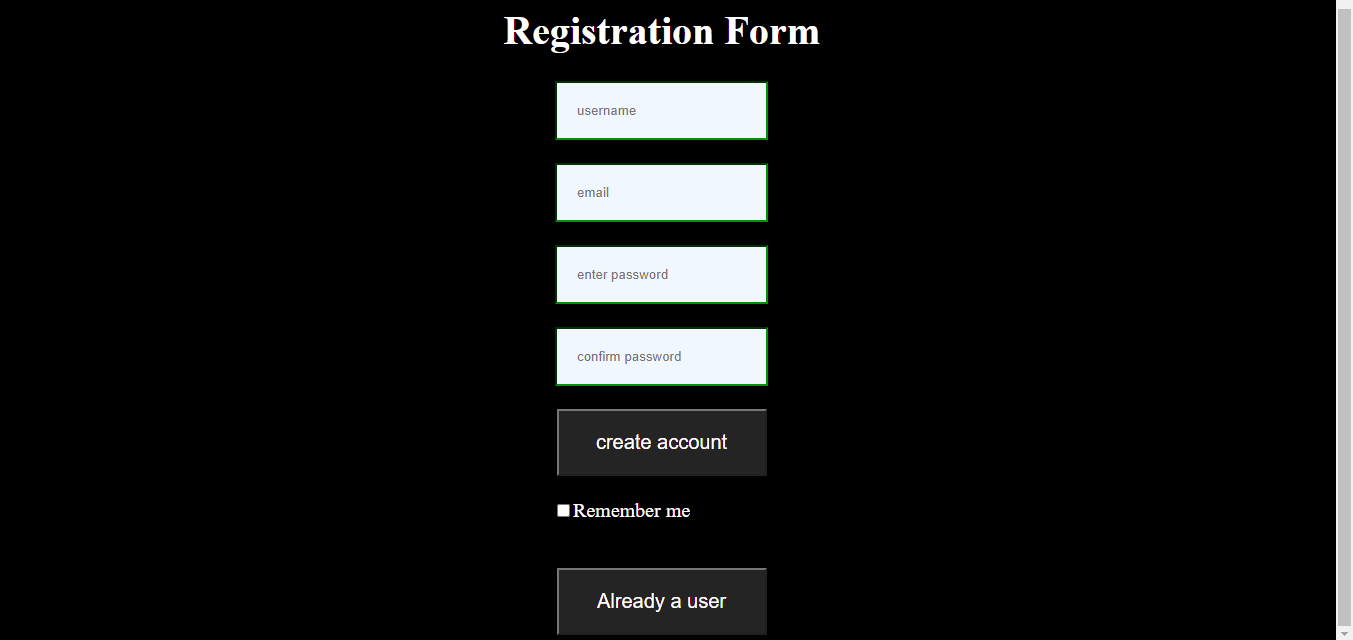 Registration Form
username
email
enter password
confirm password
create account
Remember me
Already a user